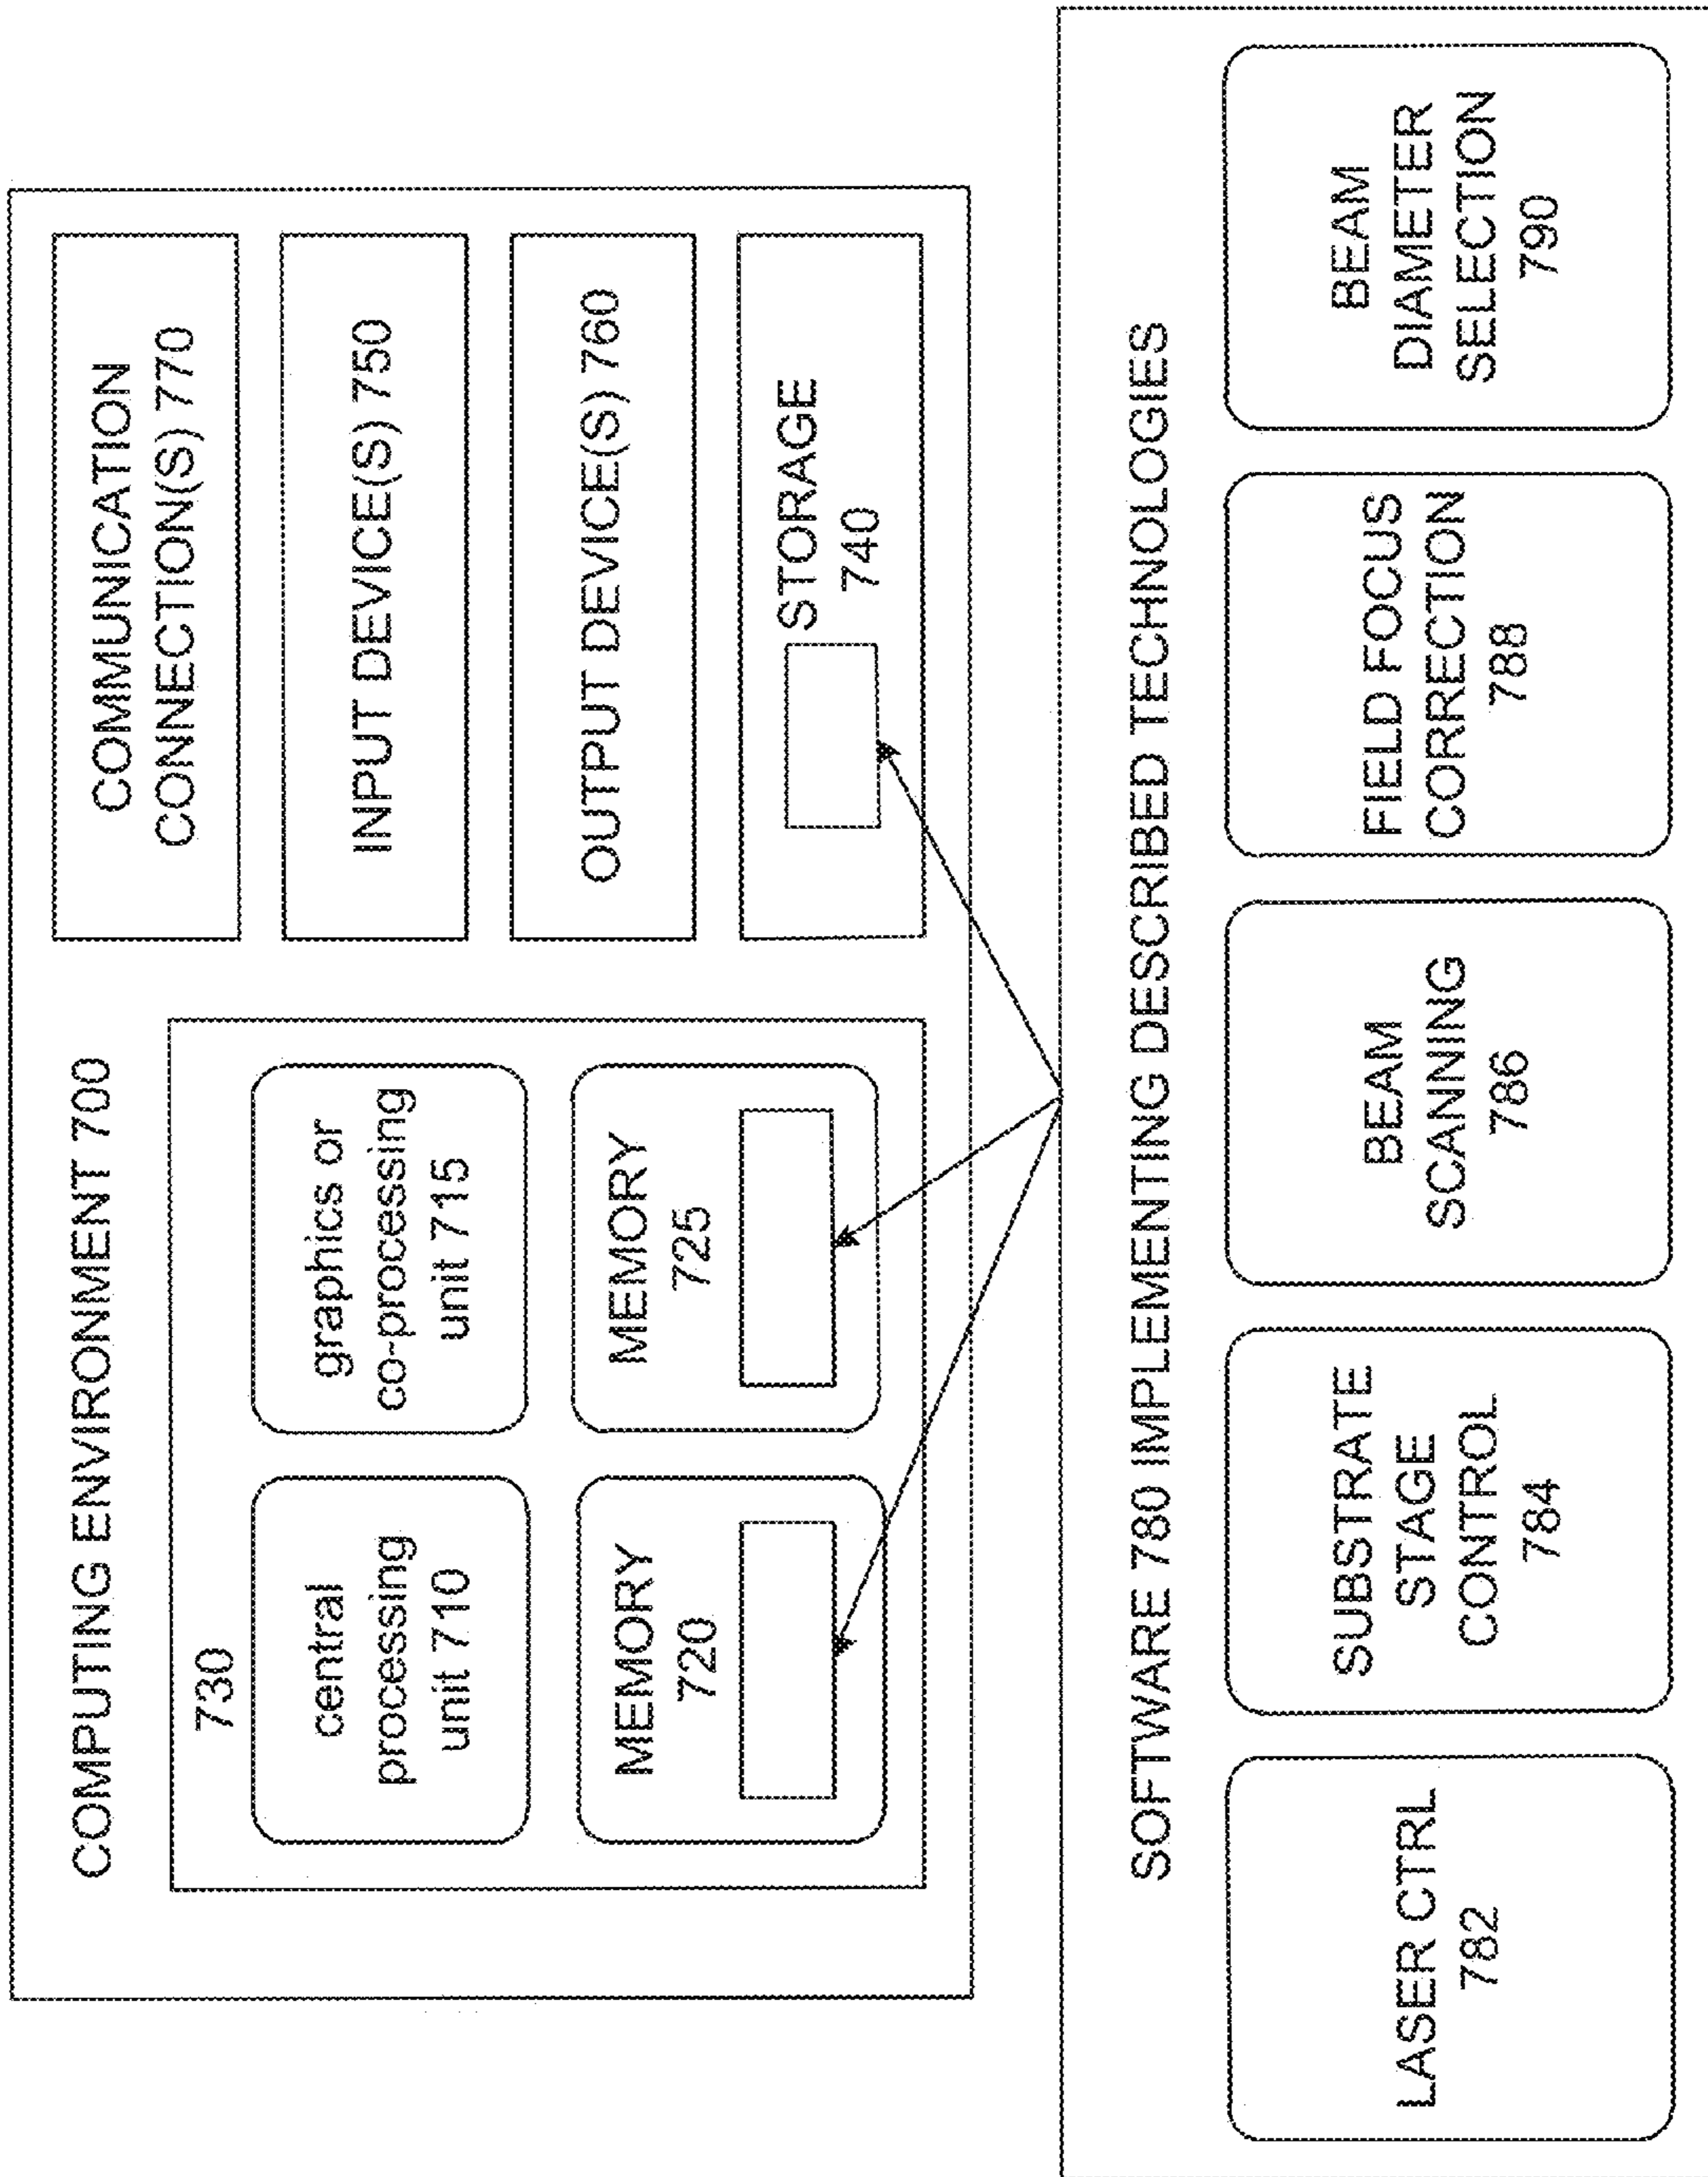 COMPUTING ENVIRONMENT 700
730
central
processing
unit 710
graphics or
co-processing
unit 715
MEMORY
720
MEMORY
725
COMMUNICATION
CONNECTION(S) 770
INPUT DEVICE(S) 750
OUTPUT DEVICE(S) 760
STORAGE
740
SOFTWARE 780 IMPLEMENTING DESCRIBED TECHNOLOGIES
LASER CTRL
782
SUBSTRATE
STAGE
CONTROL
784
BEAM
SCANNING
786
FIELD FOCUS
CORRECTION
788
BEAM
DIAMETER
SELECTION
790